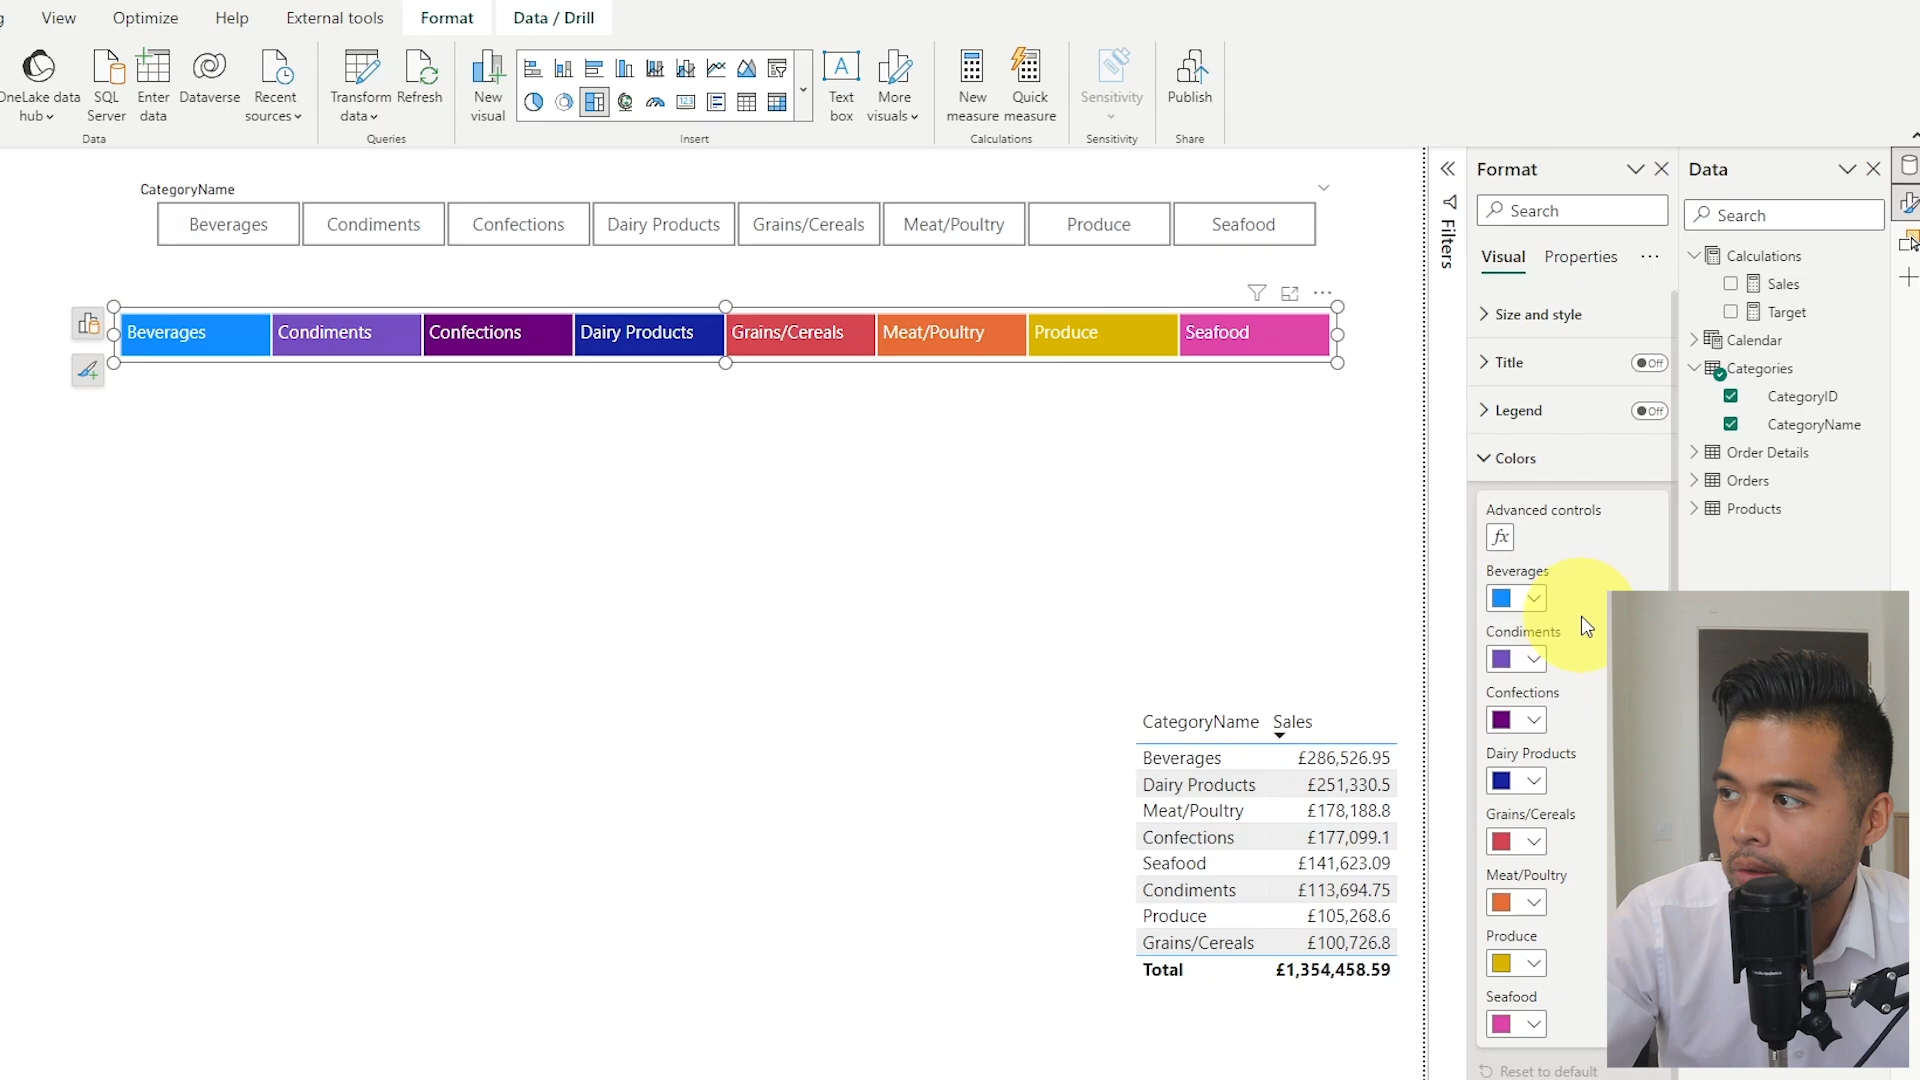 View Optimize Help External tools Format Data / Drill
OneLake data hub
SQL Server
Enter data
Dataverse
Recent sources
Transform data
Refresh
New visual
Text box
More visuals
New measure
Quick measure
Sensitivity
Publish
Data Queries Insert Calculations Sensitivity Share
CategoryName
Beverages Condiments Confections Dairy Products Grains/Cereals Meat/Poultry Produce Seafood
Beverages Condiments Confections Dairy Products Grains/Cereals Meat/Poultry Produce Seafood
CategoryName Sales
Beverages £286,526.95
Dairy Products £251,330.5
Meat/Poultry £178,188.8
Confections £177,099.1
Seafood £141,623.09
Condiments £113,694.75
Produce £105,268.6
Grains/Cereals £100,726.8
Total £1,354,458.59
Filters
Format
Search
Visual Properties
Size and style
Title Off
Legend Off
Colors
Advanced controls
fx
Beverages
Condiments
Confections
Dairy Products
Grains/Cereals
Meat/Poultry
Produce
Seafood
Reset to default
Data
Search
Calculations
Sales
Target
Calendar
Categories
CategoryID
CategoryName
Order Details
Orders
Products